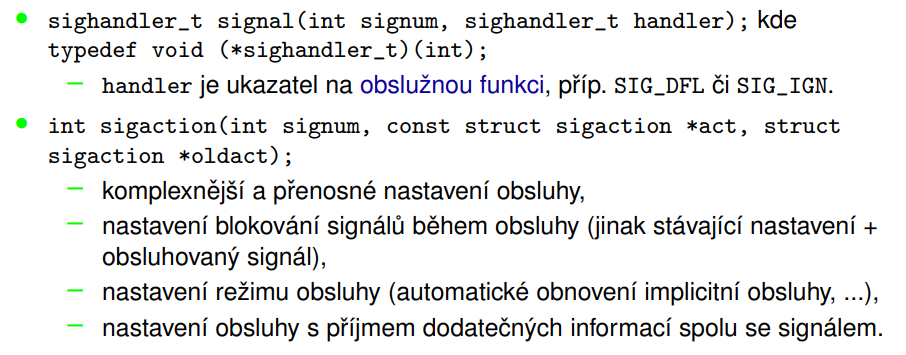 • sighandler_t signal(int signum, sighandler_t handler); kde
typedef void (*sighandler_t)(int);
– handler je ukazatel na obslužnou funkci, příp. SIG_DFL či SIG_IGN.
• int sigaction(int signum, const struct sigaction *act, struct
sigaction *oldact);
– komplexnější a přenosné nastavení obsluhy,
– nastavení blokování signálů během obsluhy (jinak stávající nastavení +
obsluhovaný signál),
– nastavení režimu obsluhy (automatické obnovení implicitní obsluhy, ...),
– nastavení obsluhy s příjmem dodatečných informací spolu se signálem.